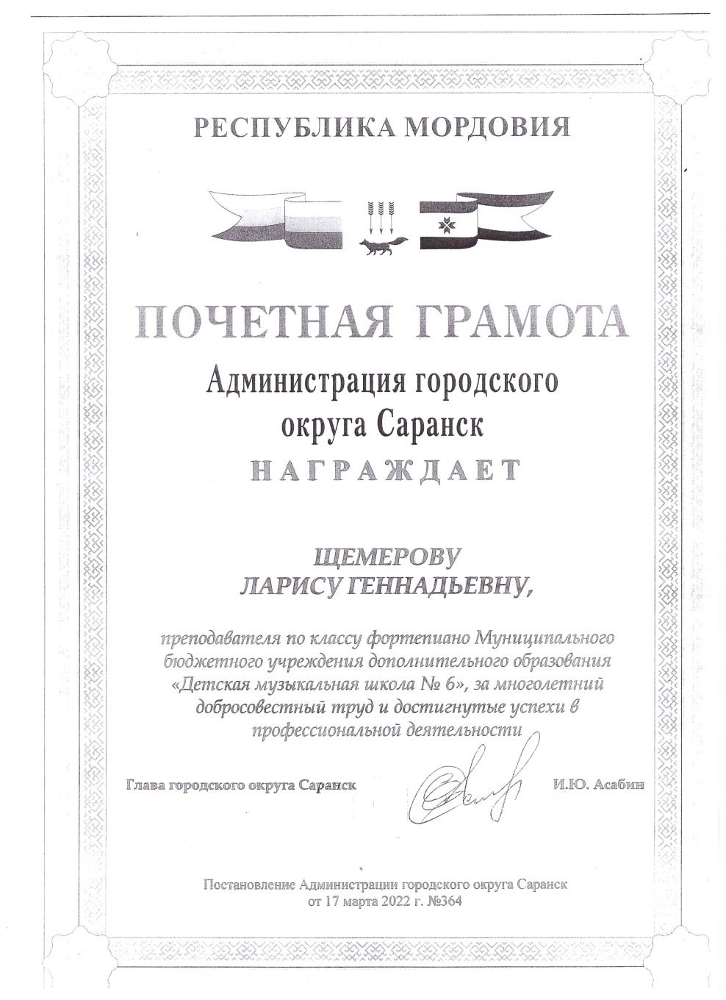 РЕСПУБЛИКА МОРДОВИЯ
ПОЧЕТНАЯ ГРАМОТА
Администрация городского
округа Саранск
НАГРАЖДАЕТ
ЩЕМЕРОВУ
ЛАРИСУ ГЕННАДЬЕВНУ,
преподавателя по классу фортепиано Муниципального
бюджетного учреждения дополнительного образования
«Детская музыкальная школа № 6», за многолетний
добросовестный труд и достигнутые успехи в
профессиональной деятельности
Глава городского округа Саранск И.Ю. Асабин
Постановление Администрации городского округа Саранск
от 17 марта 2022 г. №364